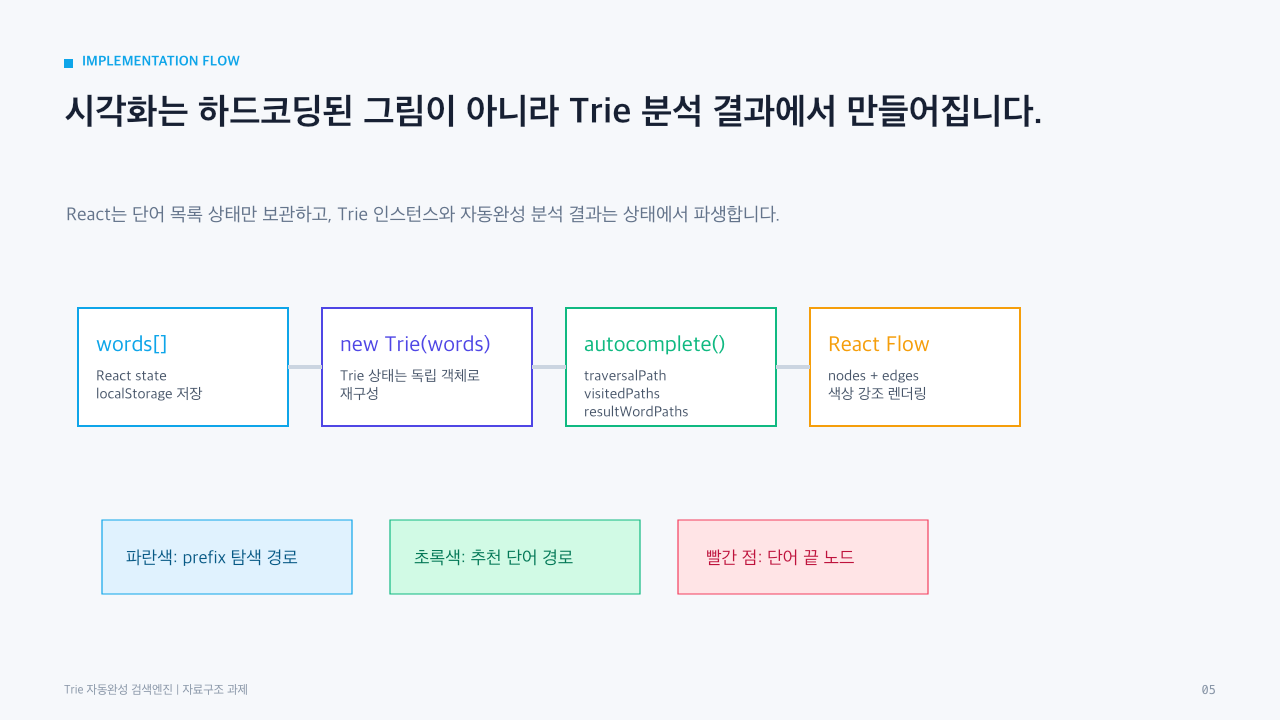 IMPLEMENTATION FLOW
시각화는 하드코딩된 그림이 아니라 Trie 분석 결과에서 만들어집니다.
React는 단어 목록 상태만 보관하고, Trie 인스턴스와 자동완성 분석 결과는 상태에서 파생합니다.
words[]
React state
localStorage 저장
new Trie(words)
Trie 상태는 독립 객체로
재구성
autocomplete()
traversalPath
visitedPaths
resultWordPaths
React Flow
nodes + edges
색상 강조 렌더링
파란색: prefix 탐색 경로
초록색: 추천 단어 경로
빨간 점: 단어 끝 노드
Trie 자동완성 검색엔진 | 자료구조 과제
05